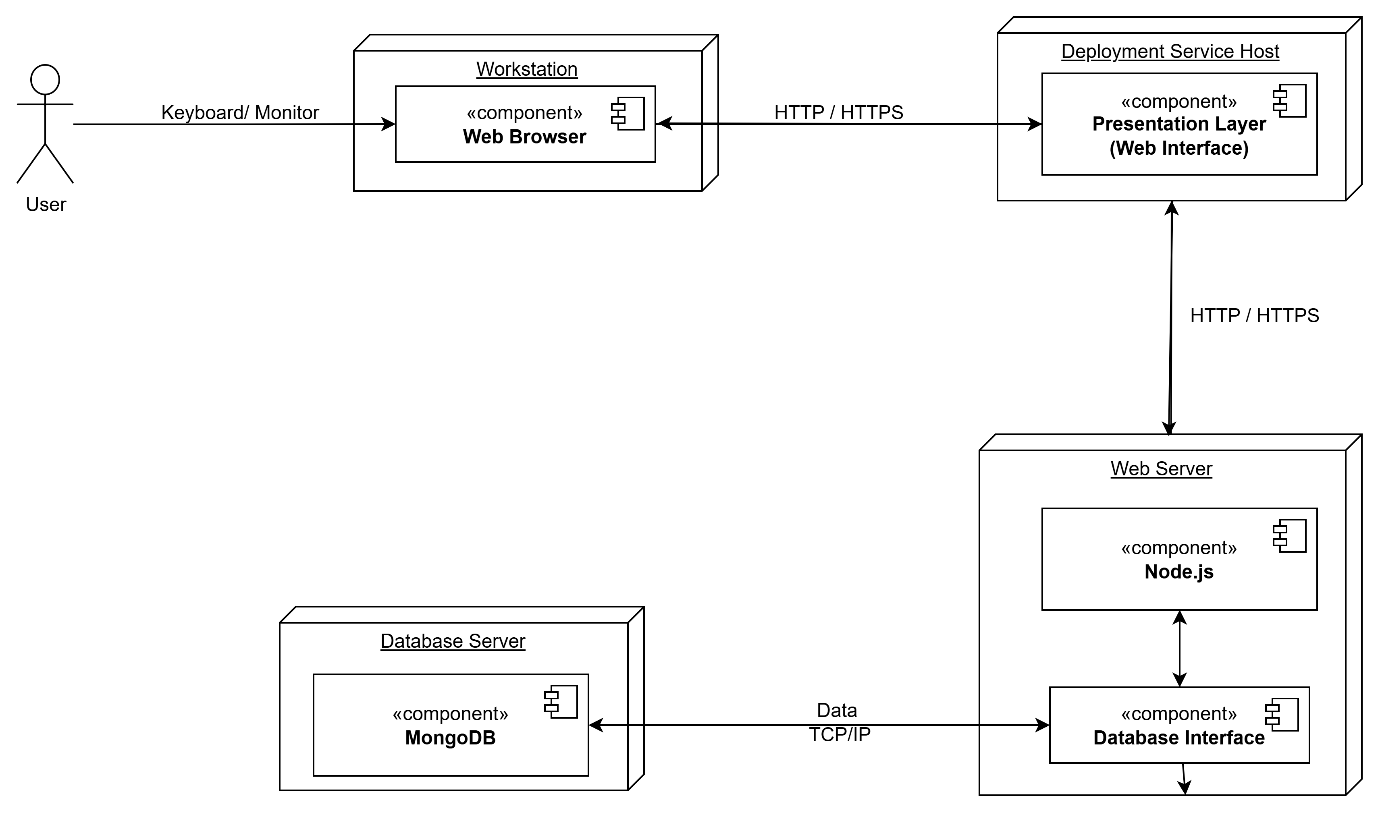 Workstation
«component»
Web Browser
Keyboard/ Monitor
User
HTTP / HTTPS
Deployment Service Host
«component»
Presentation Layer
(Web Interface)
HTTP / HTTPS
Web Server
«component»
Node.js
«component»
Database Interface
Data
TCP/IP
Database Server
«component»
MongoDB